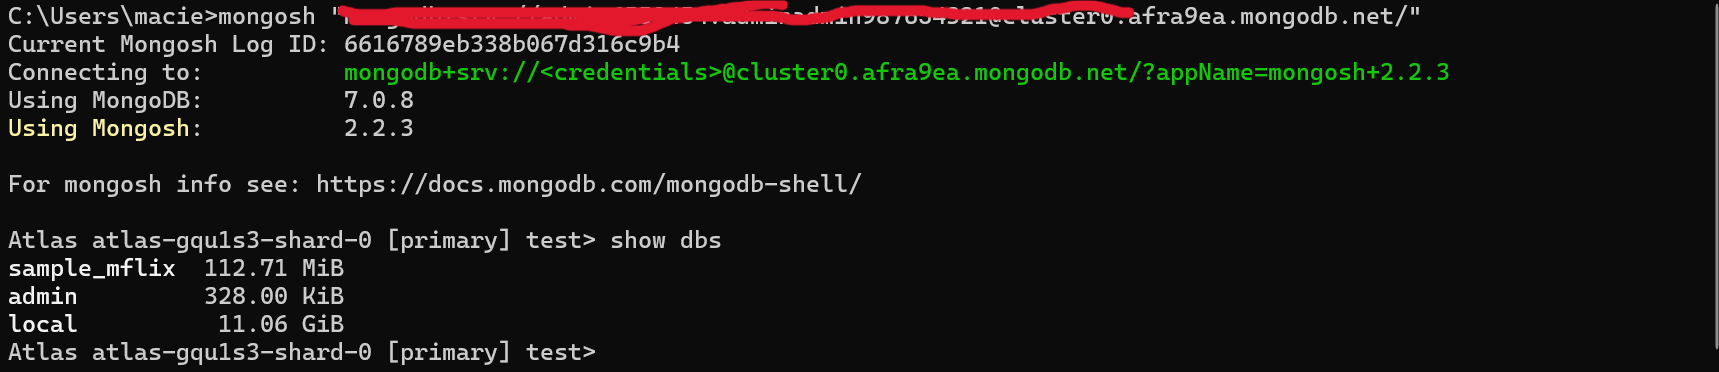 C:\Users\macie>mongosh "@cluster0.afra9ea.mongodb.net/"
Current Mongosh Log ID: 6616789eb338b067d316c9b4
Connecting to: mongodb+srv://<credentials>@cluster0.afra9ea.mongodb.net/?appName=mongosh+2.2.3
Using MongoDB: 7.0.8
Using Mongosh: 2.2.3
For mongosh info see: https://docs.mongodb.com/mongodb-shell/
Atlas atlas-gqu1s3-shard-0 [primary] test> show dbs
sample_mflix 112.71 MiB
admin 328.00 KiB
local 11.06 GiB
Atlas atlas-gqu1s3-shard-0 [primary] test>